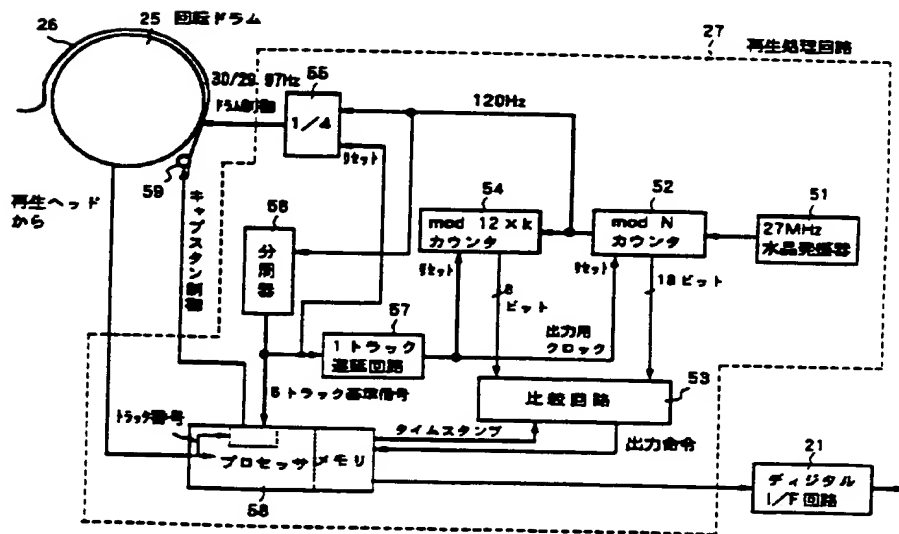 26
25 回転ドラム
27
再生処理回路
30/29.97Hz
ドラム制御
55
1/4
リセット
120Hz
59
再生ヘッド
から
キャプスタン制御
56
分周器
54
mod 12×k
カウンタ
リセット
8
ビット
52
mod N
カウンタ
リセット
18ビット
51
27MHz
水晶発振器
57
1トラック
遅延回路
出力用
クロック
6トラック基準信号
比較回路
53
トラック番号
タイムスタンプ
出力命令
プロセッサ
メモリ
58
21
ディジタル
I/F回路